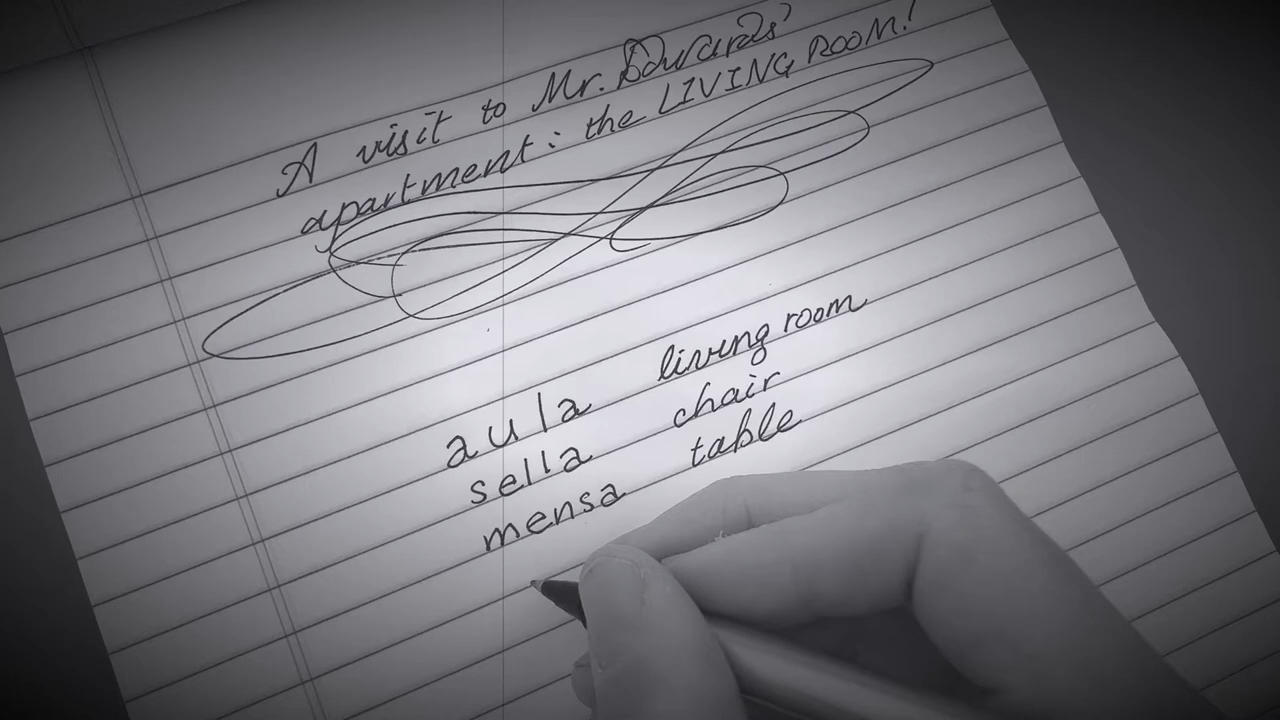 A visit to Mr. Edwards'
apartment: the LIVING ROOM!
aula living room
sella chair
mensa table